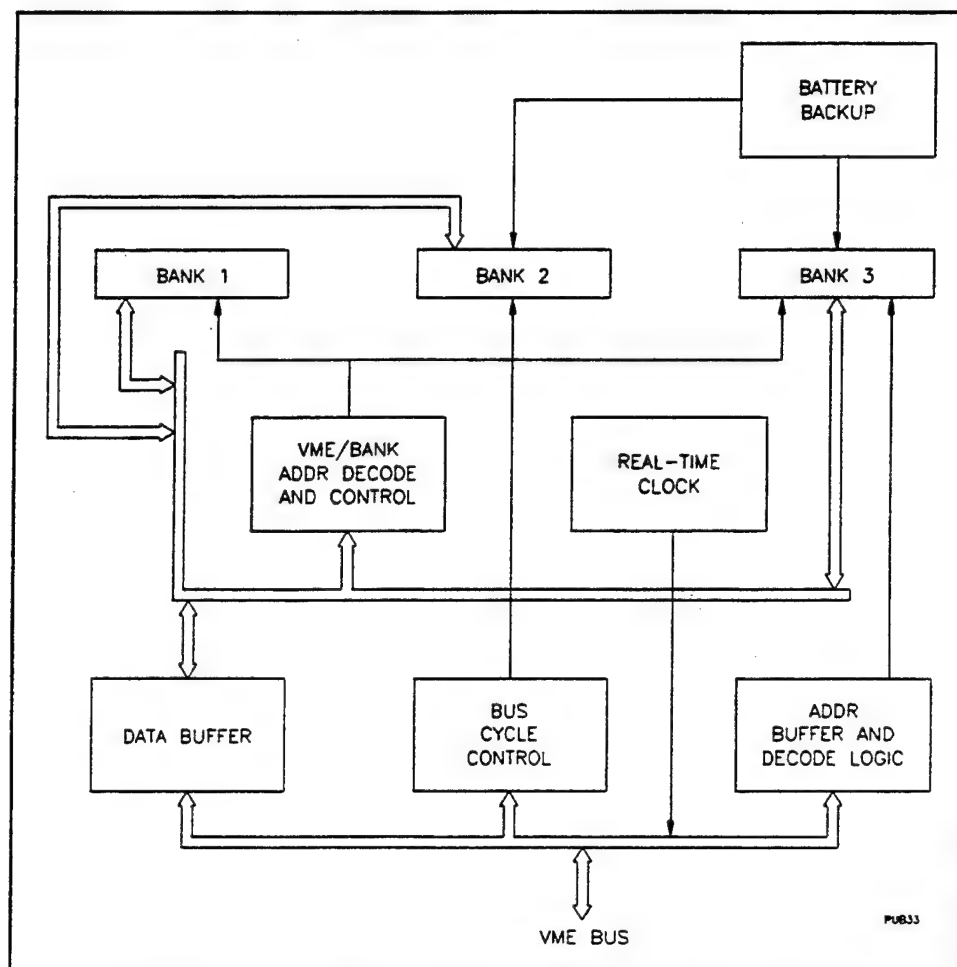 BATTERY
BACKUP
BANK 1
BANK 2
BANK 3
VME/BANK
ADDR DECODE
AND CONTROL
REAL-TIME
CLOCK
DATA BUFFER
BUS
CYCLE
CONTROL
ADDR
BUFFER AND
DECODE LOGIC
VME BUS
PUB33